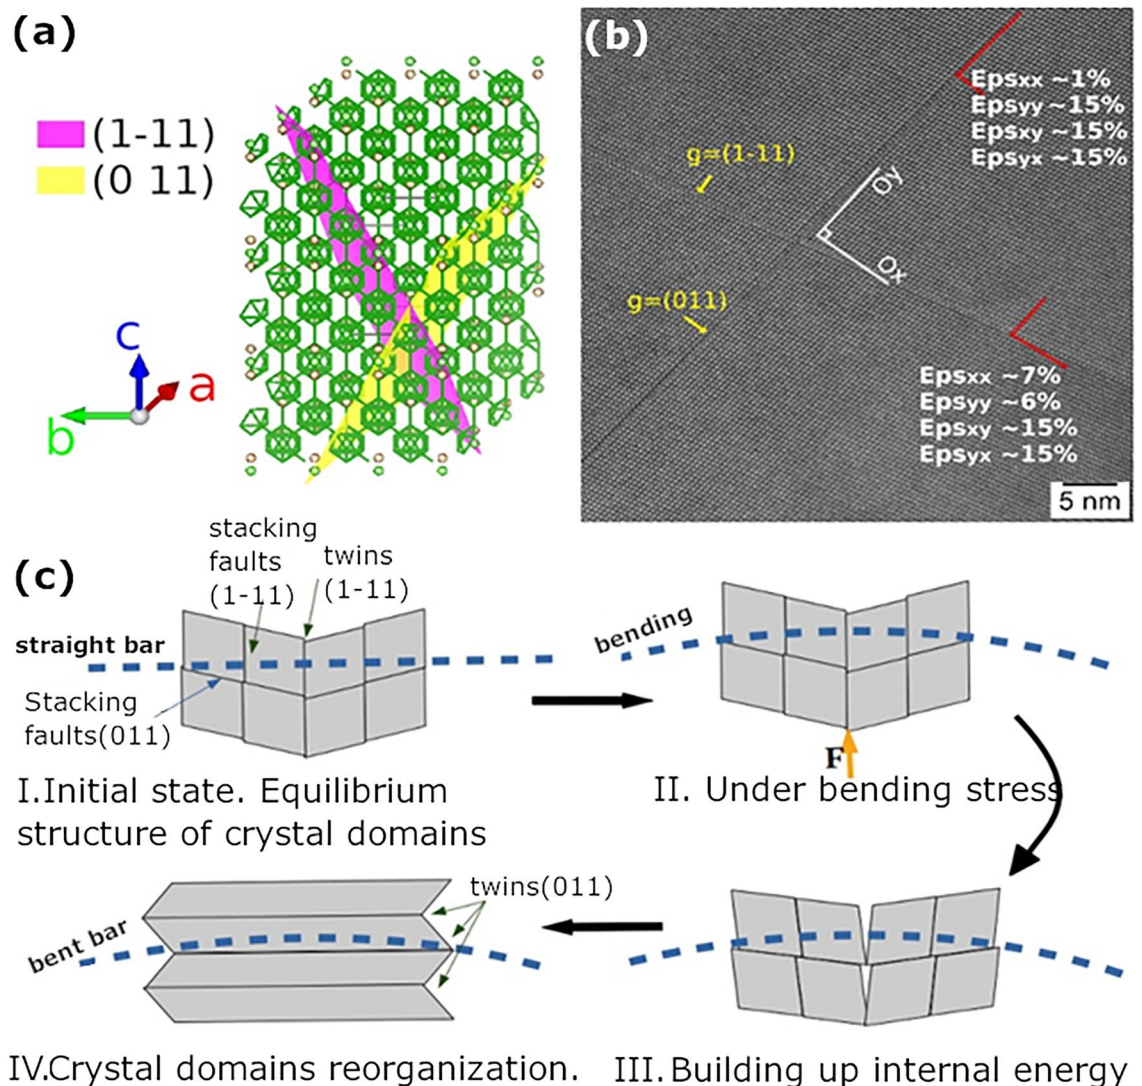 (a)
(1-11)
(0 11)
c
a
b
(b)
Epsxx ~1%
Epsyy ~15%
Epsxy ~15%
Epsyx ~15%
g=(1-11)
Oy
Ox
g=(011)
Epsxx ~7%
Epsyy ~6%
Epsxy ~15%
Epsyx ~15%
5 nm
(c)
stacking
faults
(1-11)
twins
(1-11)
straight bar
Stacking
faults(011)
I.Initial state. Equilibrium
structure of crystal domains
bending
F
II. Under bending stress
twins(011)
bent bar
IV.Crystal domains reorganization.
III.Building up internal energy